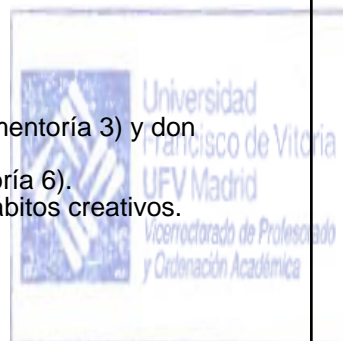 mentoría 3) y don
ría 6).
ábitos creativos.
Universidad
Francisco de Vitoria
UFV Madrid
Vicerrectorado de Profesorado
y Ordenación Académica